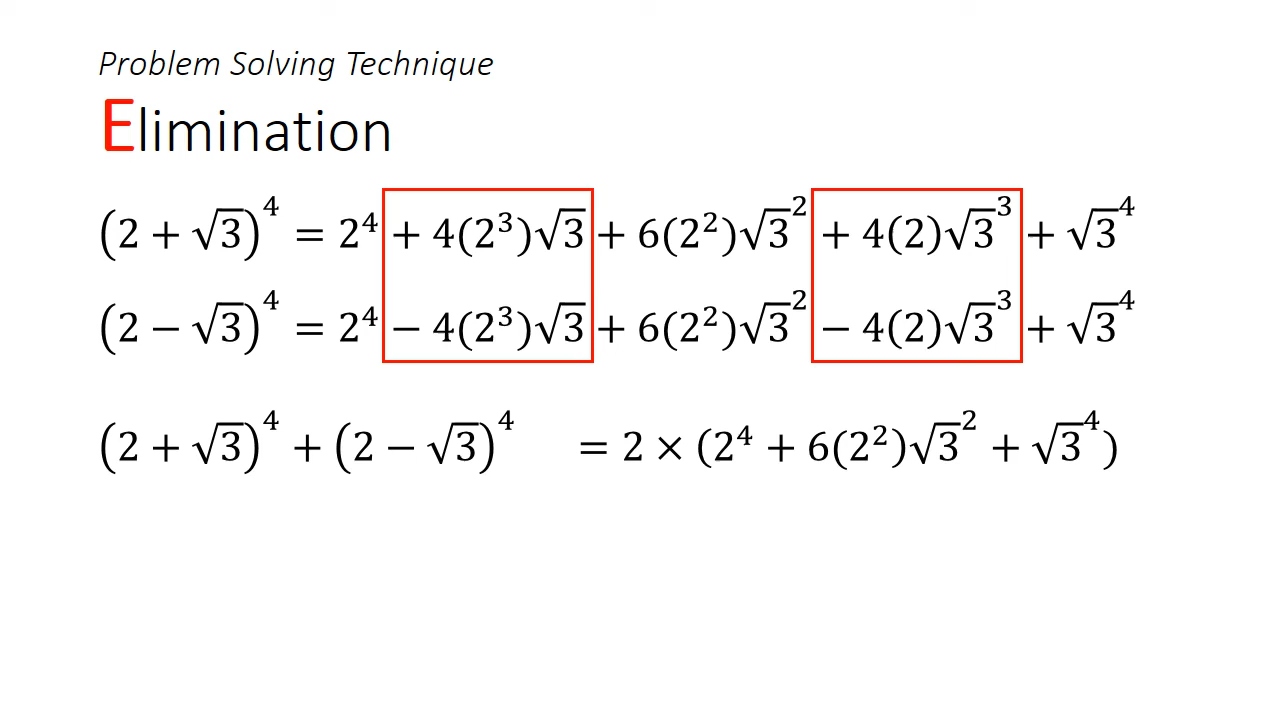 Problem Solving Technique
Elimination
(2 + √3)⁴ = 2⁴ + 4(2³)√3 + 6(2²)√3² + 4(2)√3³ + √3⁴
(2 − √3)⁴ = 2⁴ − 4(2³)√3 + 6(2²)√3² − 4(2)√3³ + √3⁴
(2 + √3)⁴ + (2 − √3)⁴ = 2 × (2⁴ + 6(2²)√3² + √3⁴)